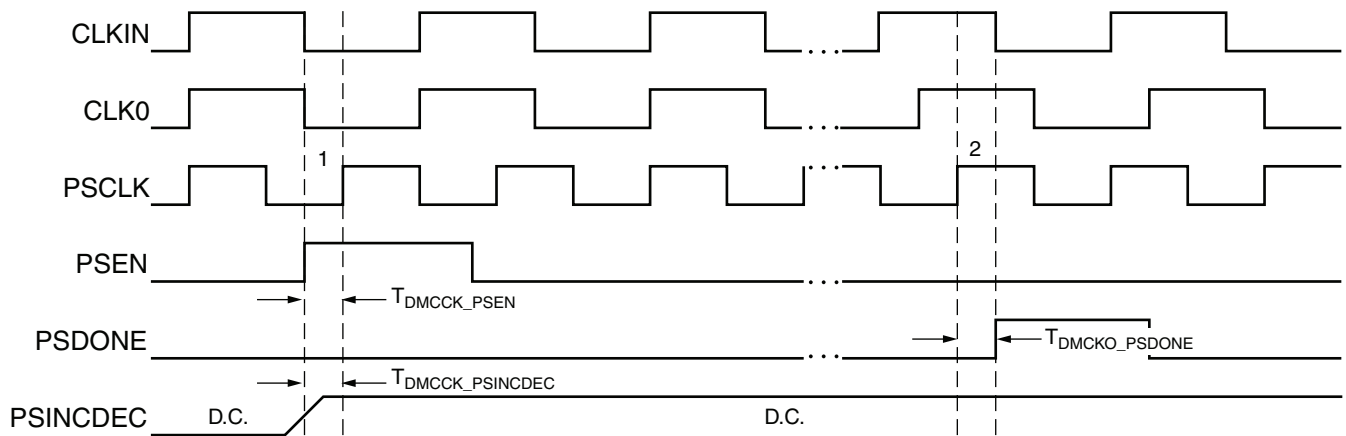 CLKIN
CLK0
1
2
PSCLK
PSEN
TDMCCK_PSEN
PSDONE
TDMCKO_PSDONE
TDMCCK_PSINCDEC
PSINCDEC
D.C.
D.C.